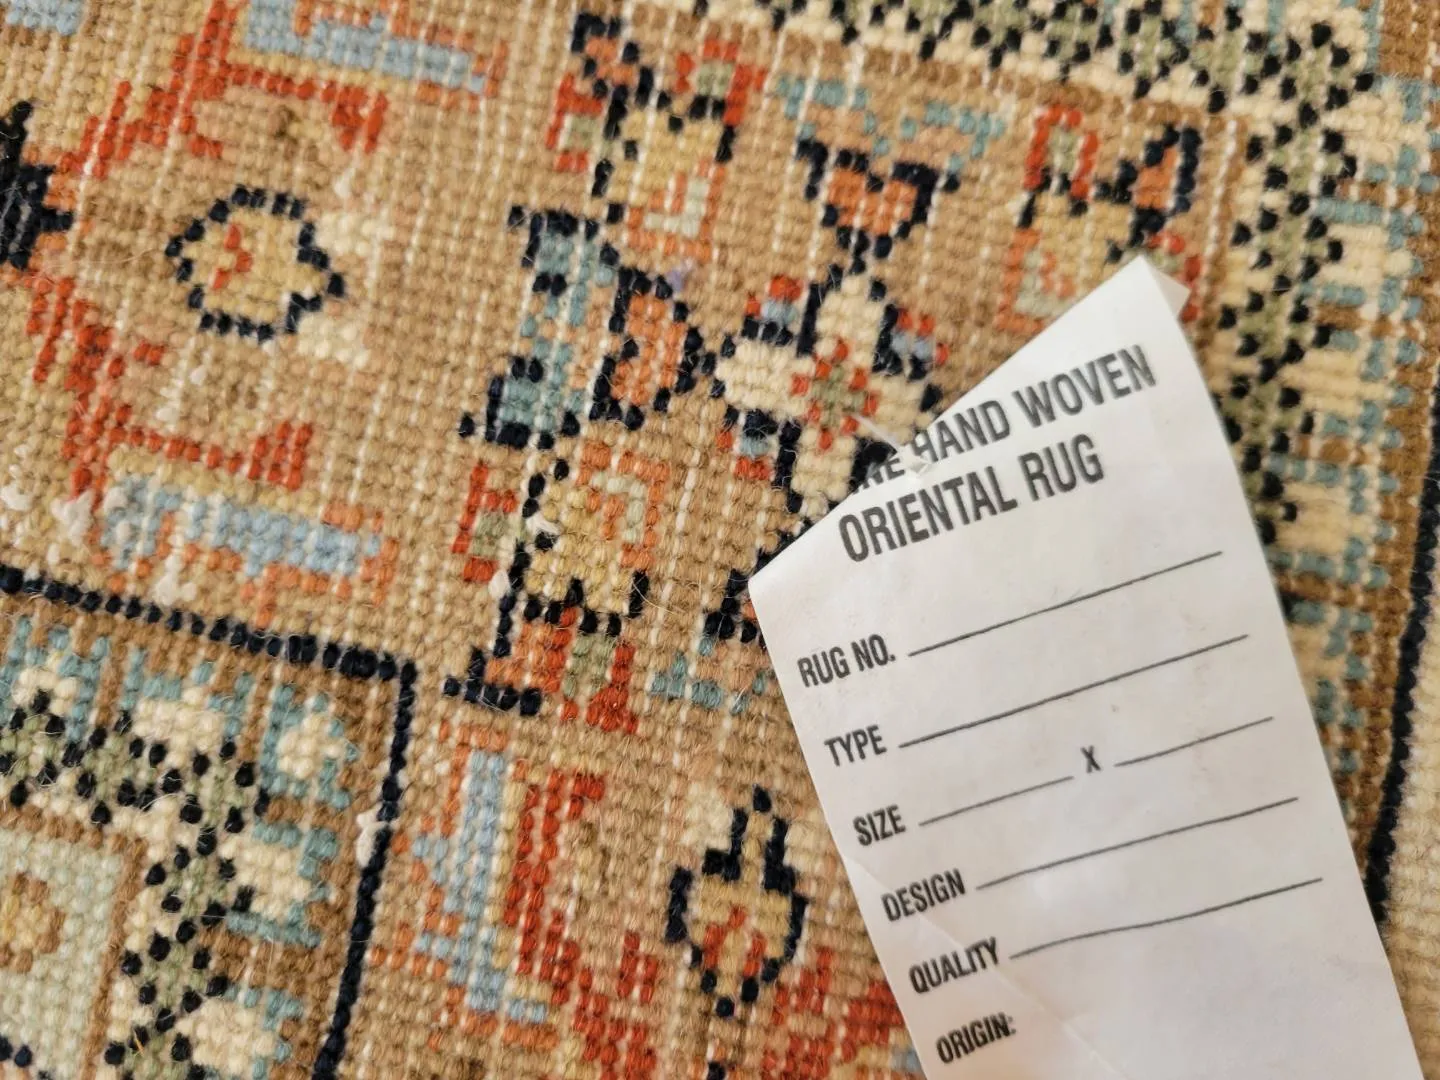 HAND WOVEN
ORIENTAL RUG
RUG NO.
TYPE
SIZE X
DESIGN
QUALITY
ORIGIN: